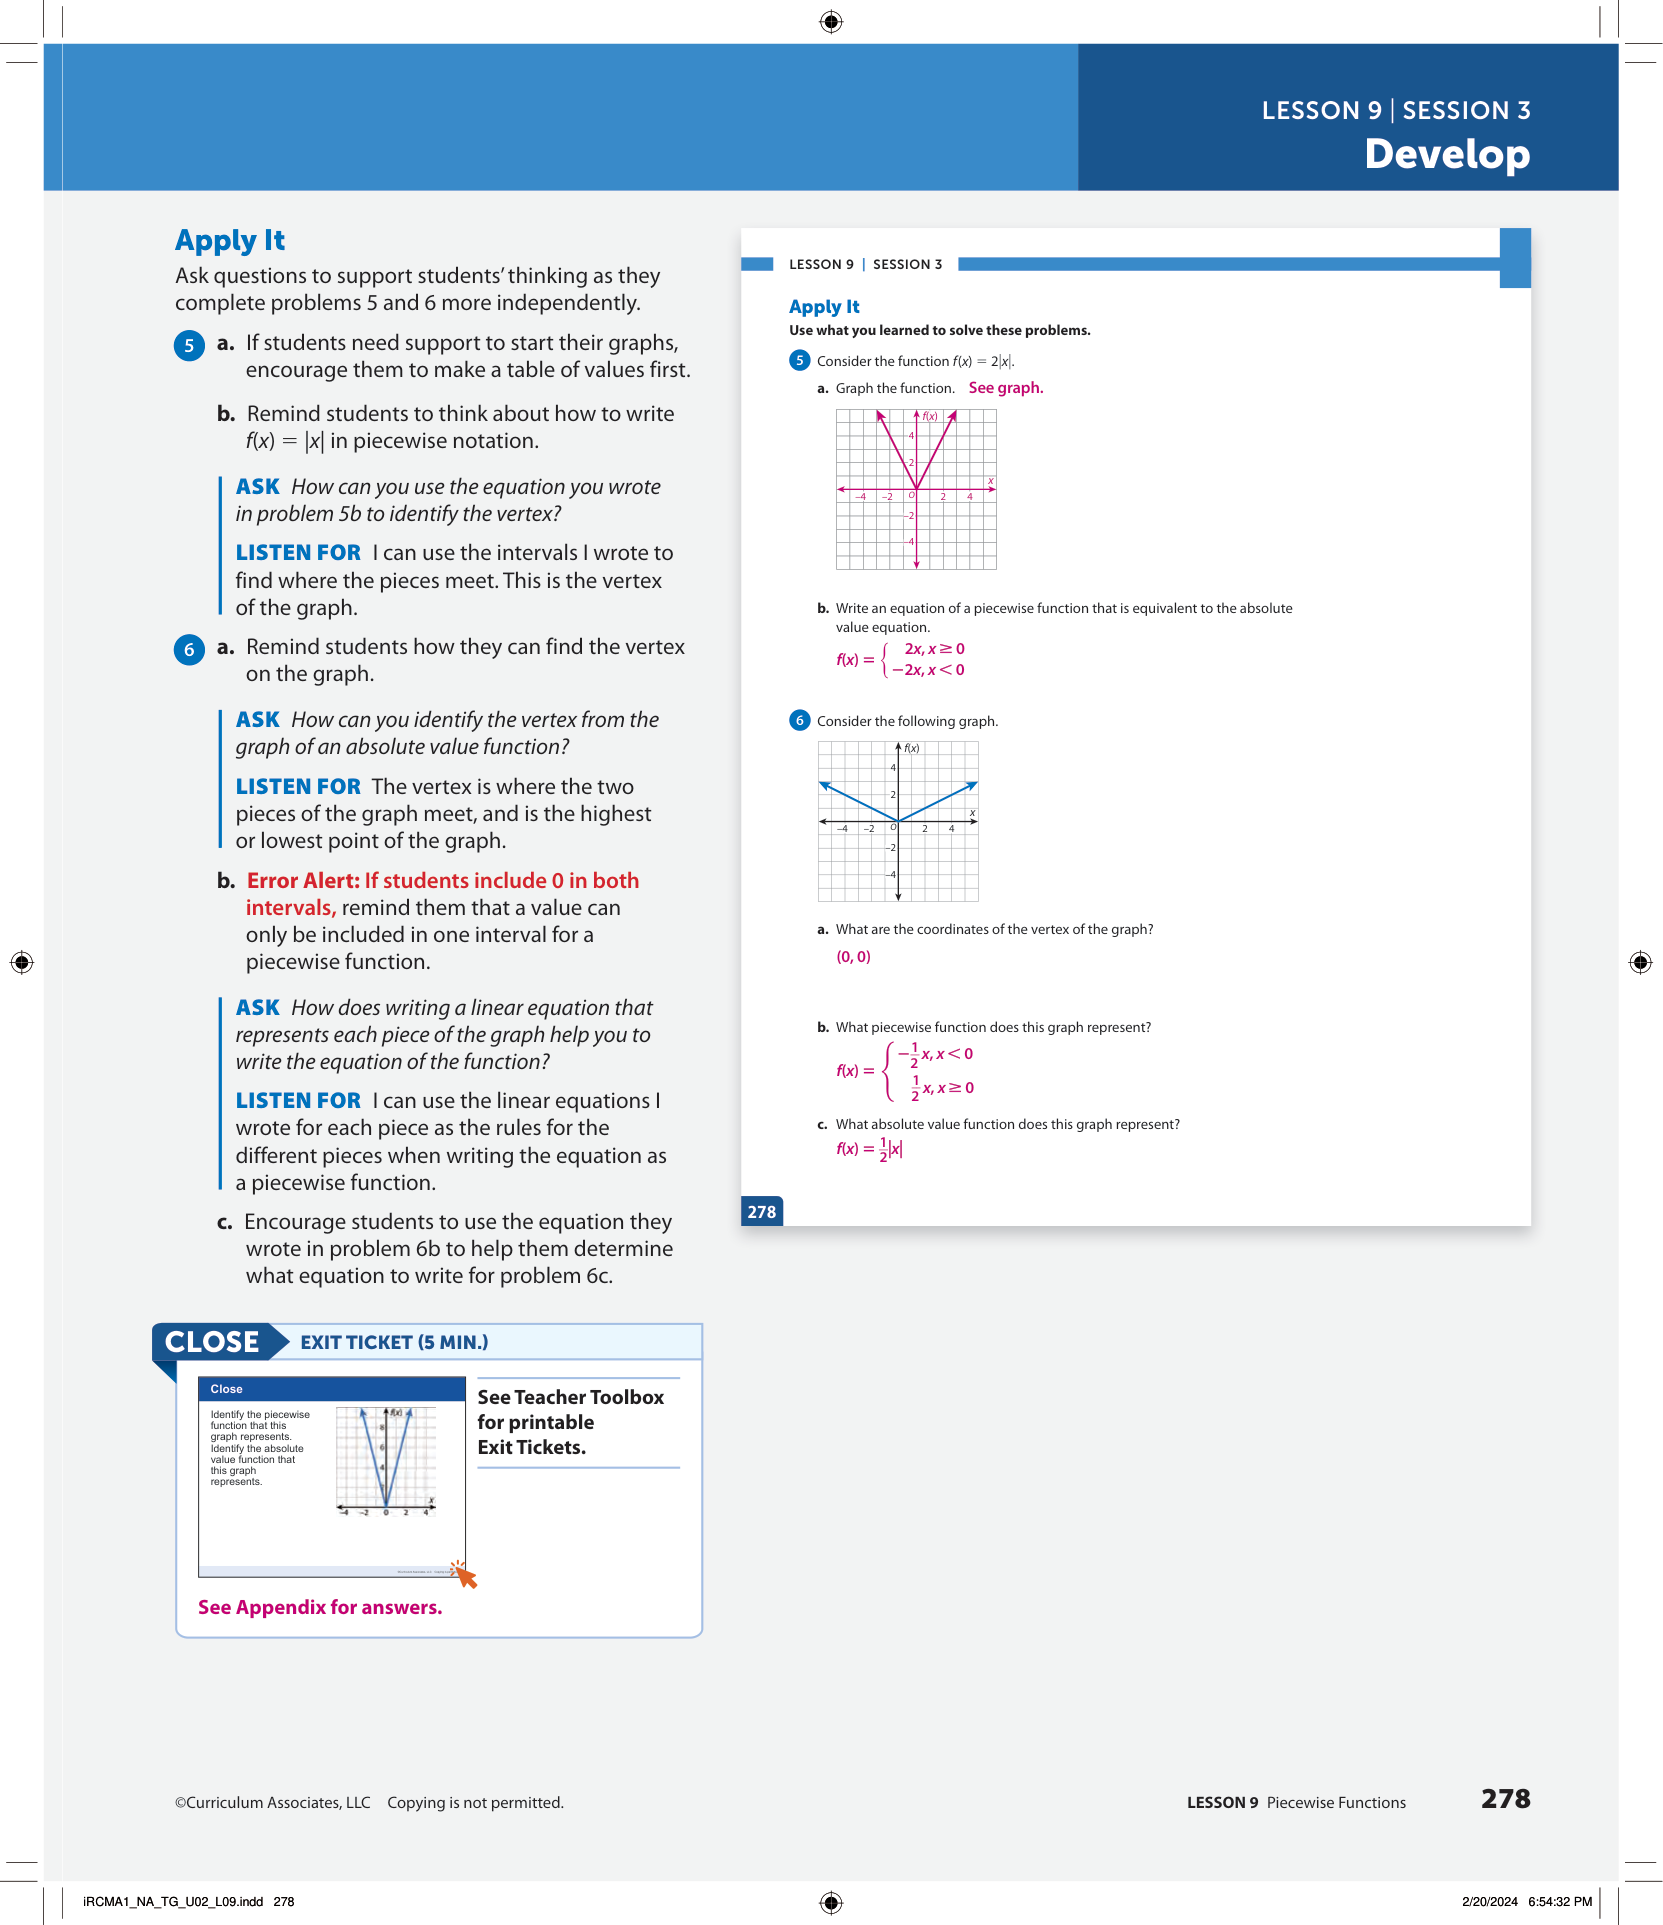 LESSON 9 | SESSION 3
Develop
Apply It
Ask questions to support students’ thinking as they
complete problems 5 and 6 more independently.
5 a. If students need support to start their graphs,
encourage them to make a table of values first.
b. Remind students to think about how to write
f(x) = |x| in piecewise notation.
ASK How can you use the equation you wrote
in problem 5b to identify the vertex?
LISTEN FOR I can use the intervals I wrote to
find where the pieces meet. This is the vertex
of the graph.
6 a. Remind students how they can find the vertex
on the graph.
ASK How can you identify the vertex from the
graph of an absolute value function?
LISTEN FOR The vertex is where the two
pieces of the graph meet, and is the highest
or lowest point of the graph.
b. Error Alert: If students include 0 in both
intervals, remind them that a value can
only be included in one interval for a
piecewise function.
ASK How does writing a linear equation that
represents each piece of the graph help you to
write the equation of the function?
LISTEN FOR I can use the linear equations I
wrote for each piece as the rules for the
different pieces when writing the equation as
a piecewise function.
c. Encourage students to use the equation they
wrote in problem 6b to help them determine
what equation to write for problem 6c.
CLOSE EXIT TICKET (5 MIN.)
Close
Identify the piecewise
function that this
graph represents.
Identify the absolute
value function that
this graph
represents.
f(x)
8
6
4
x
–4 –2 0 2 4
See Teacher Toolbox
for printable
Exit Tickets.
See Appendix for answers.
LESSON 9 | SESSION 3
Apply It
Use what you learned to solve these problems.
5 Consider the function f(x) = 2|x|.
a. Graph the function. See graph.
f(x)
4
2
x
–4 –2 O 2 4
–2
–4
b. Write an equation of a piecewise function that is equivalent to the absolute
value equation.
f(x) = { 2x, x ≥ 0
−2x, x < 0
6 Consider the following graph.
f(x)
4
2
x
–4 –2 O 2 4
–2
–4
a. What are the coordinates of the vertex of the graph?
(0, 0)
b. What piecewise function does this graph represent?
f(x) = { −1/2 x, x < 0
1/2 x, x ≥ 0
c. What absolute value function does this graph represent?
f(x) = 1/2|x|
278
©Curriculum Associates, LLC Copying is not permitted.
LESSON 9 Piecewise Functions 278
iRCMA1_NA_TG_U02_L09.indd 278
2/20/2024 6:54:32 PM